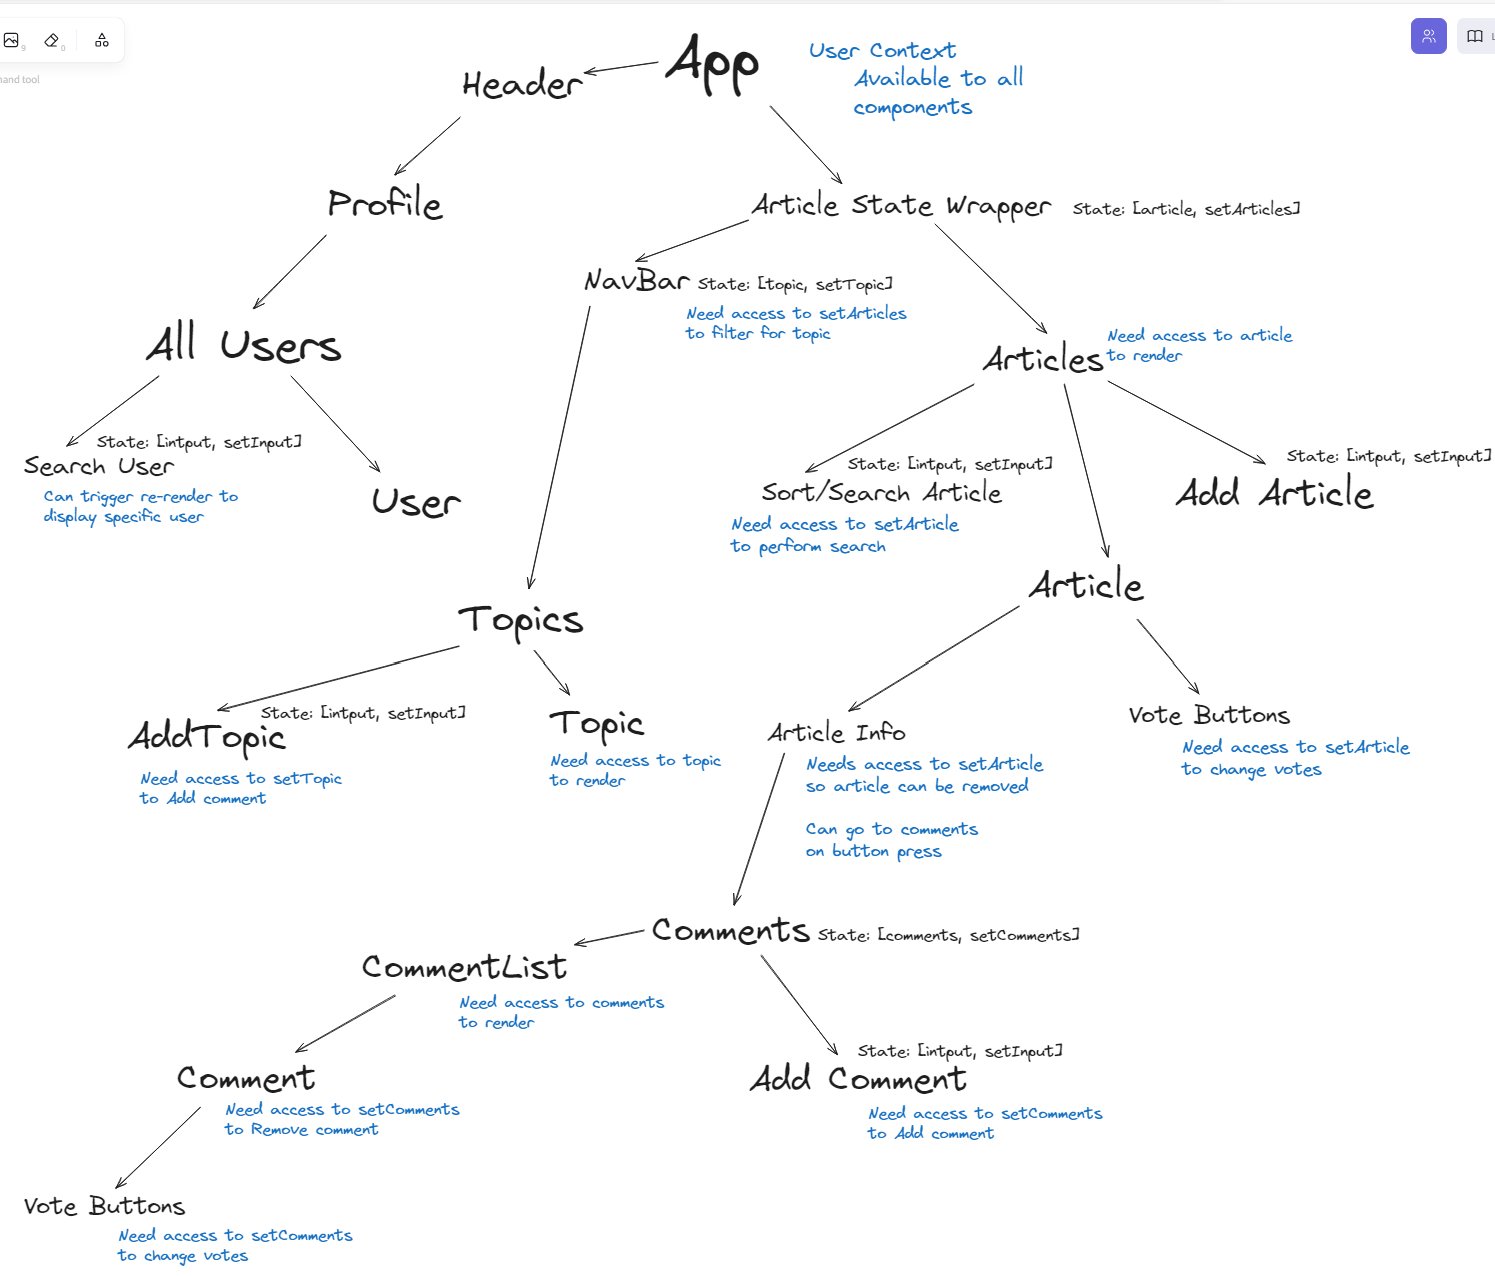 9
0
hand tool
App
User Context
Available to all
components
Header
Profile
Article State Wrapper
State: [article, setArticles]
NavBar
State: [topic, setTopic]
Need access to setArticles
to filter for topic
All Users
Articles
Need access to article
to render
State: [intput, setInput]
Search User
Can trigger re-render to
display specific user
User
State: [intput, setInput]
Sort/Search Article
Need access to setArticle
to perform search
State: [intput, setInput]
Add Article
Article
Topics
State: [intput, setInput]
AddTopic
Need access to setTopic
to Add comment
Topic
Need access to topic
to render
Article Info
Needs access to setArticle
so article can be removed
Can go to comments
on button press
Vote Buttons
Need access to setArticle
to change votes
Comments
State: [comments, setComments]
CommentList
Need access to comments
to render
Comment
Need access to setComments
to Remove comment
State: [intput, setInput]
Add Comment
Need access to setComments
to Add comment
Vote Buttons
Need access to setComments
to change votes